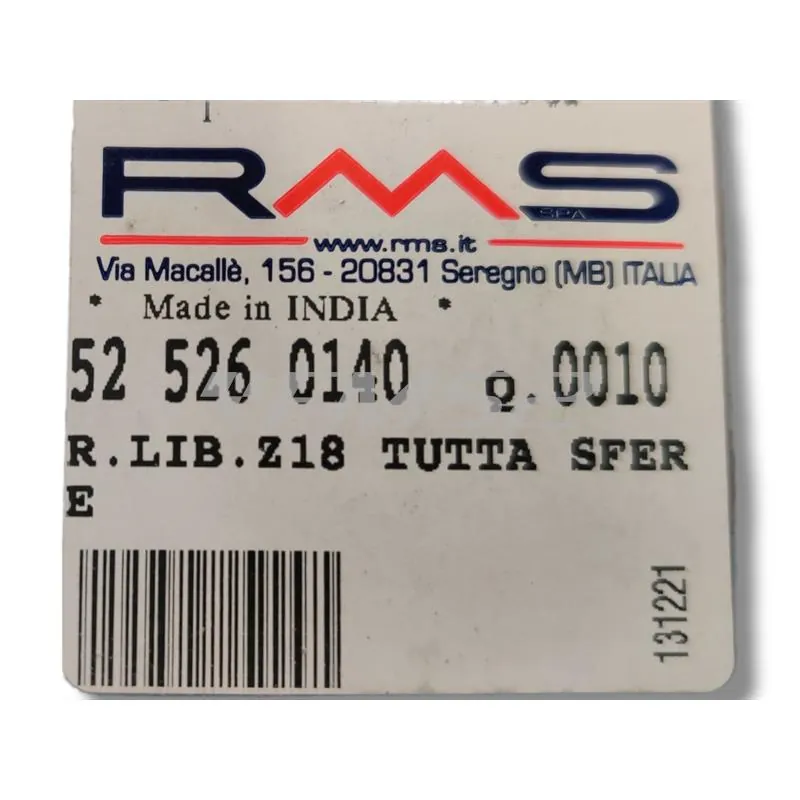 RMS
SPA
www.rms.it
Via Macallè, 156 - 20831 Seregno (MB) ITALIA
* Made in INDIA *
52 526 0140 Q.0010
R.LIB.Z18 TUTTA SFER
E
131221